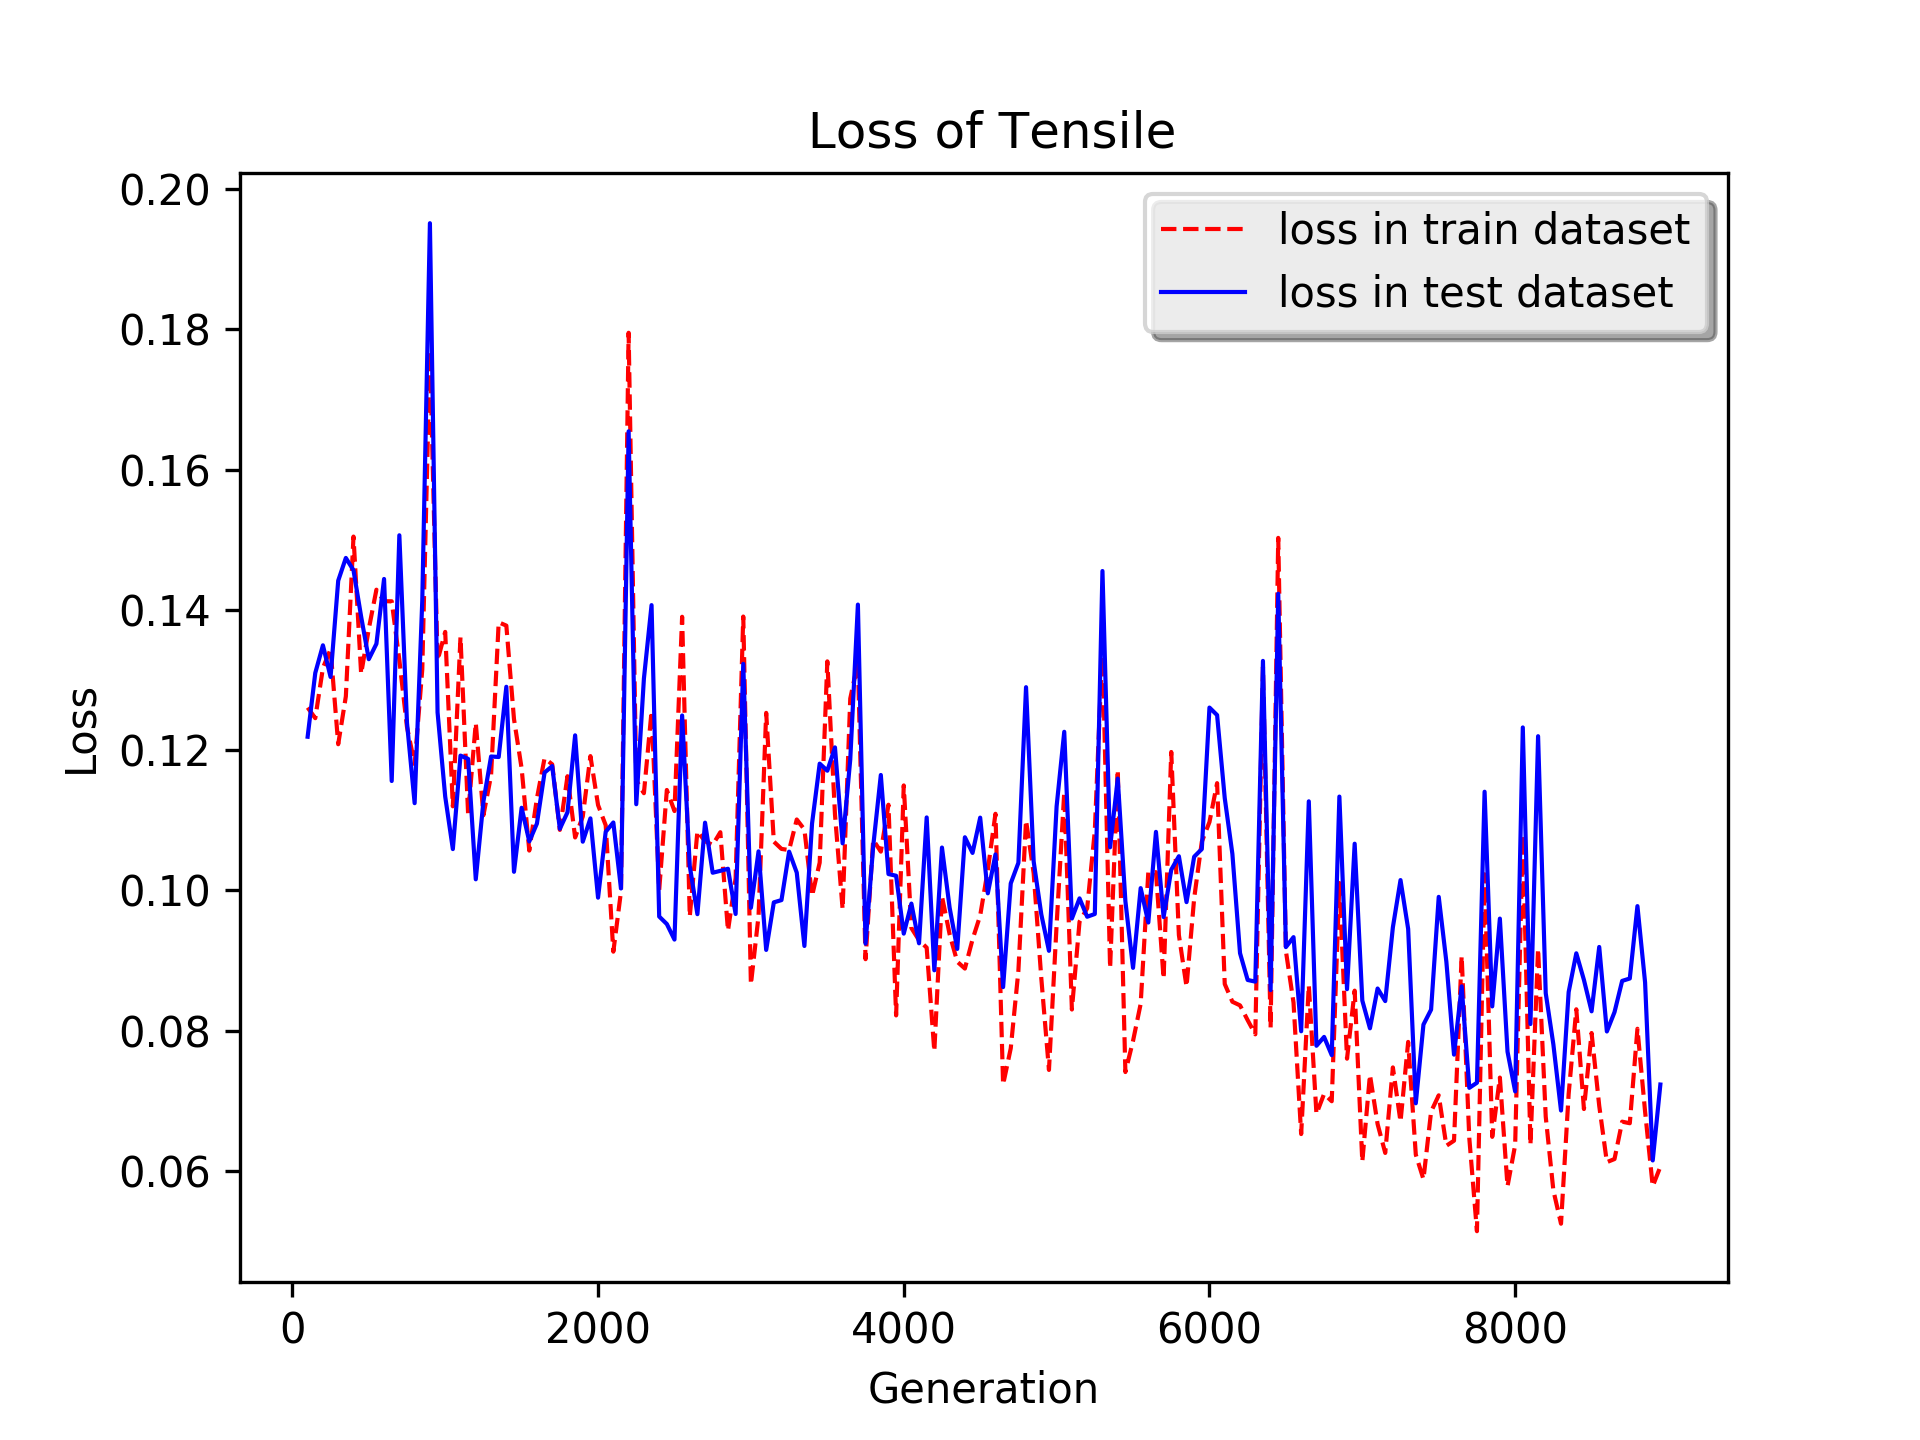 Loss of Tensile
loss in train dataset
loss in test dataset
0.20
0.18
0.16
0.14
0.12
0.10
0.08
0.06
Loss
0 2000 4000 6000 8000
Generation